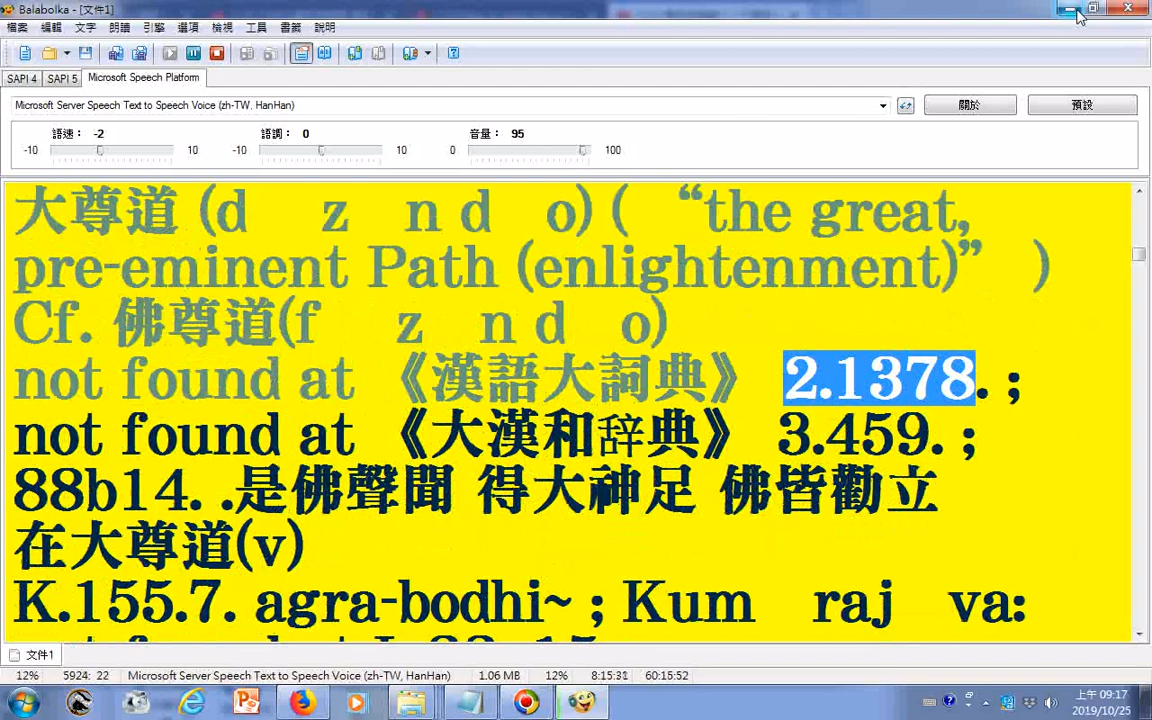 Balabolka - [文件1]
檔案 編輯 文字 朗讀 引擎 選項 檢視 工具 書籤 說明
SAPI 4 SAPI 5 Microsoft Speech Platform
Microsoft Server Speech Text to Speech Voice (zh-TW, HanHan) 關於 預設
語速： -2 語調： 0 音量： 95
-10 10 -10 10 0 100
大尊道 (d z n d o) ( “the great,
pre-eminent Path (enlightenment)” )
Cf. 佛尊道(f z n d o)
not found at 《漢語大詞典》 2.1378. ;
not found at 《大漢和辞典》 3.459. ;
88b14. .是佛聲聞 得大神足 佛皆勸立
在大尊道(v)
K.155.7. agra-bodhi~ ; Kum raj va:
文件1
12% 5924: 22 Microsoft Server Speech Text to Speech Voice (zh-TW, HanHan) 1.06 MB 12% 8:15:31 60:15:52
上午 09:17
2019/10/25